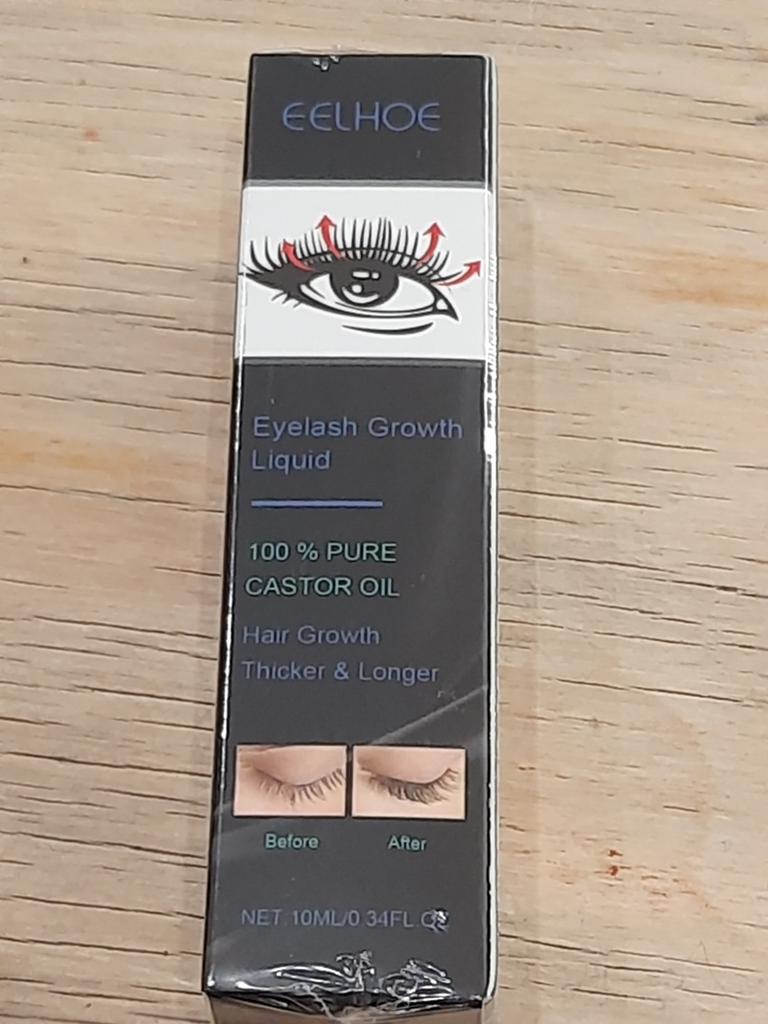 EELHOE
Eyelash Growth
Liquid
100 % PURE
CASTOR OIL
Hair Growth
Thicker & Longer
Before After
NET.10ML/0.34FL.OZ